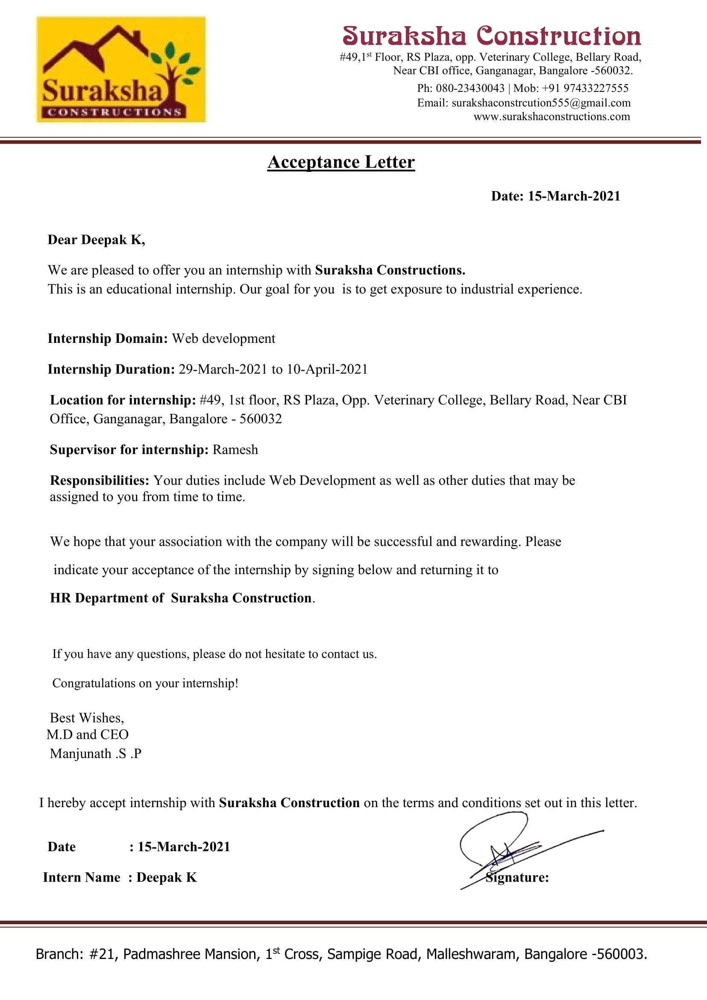 Suraksha
CONSTRUCTIONS
Suraksha Construction
#49,1st Floor, RS Plaza, opp. Veterinary College, Bellary Road,
Near CBI office, Ganganagar, Bangalore -560032.
Ph: 080-23430043 | Mob: +91 97433227555
Email: surakshaconstrcution555@gmail.com
www.surakshaconstructions.com
Acceptance Letter
Date: 15-March-2021
Dear Deepak K,
We are pleased to offer you an internship with Suraksha Constructions.
This is an educational internship. Our goal for you  is to get exposure to industrial experience.
Internship Domain: Web development
Internship Duration: 29-March-2021 to 10-April-2021
Location for internship: #49, 1st floor, RS Plaza, Opp. Veterinary College, Bellary Road, Near CBI
Office, Ganganagar, Bangalore - 560032
Supervisor for internship: Ramesh
Responsibilities: Your duties include Web Development as well as other duties that may be
assigned to you from time to time.
We hope that your association with the company will be successful and rewarding. Please
indicate your acceptance of the internship by signing below and returning it to
HR Department of  Suraksha Construction.
If you have any questions, please do not hesitate to contact us.
Congratulations on your internship!
Best Wishes,
M.D and CEO
Manjunath .S .P
I hereby accept internship with Suraksha Construction on the terms and conditions set out in this letter.
Date : 15-March-2021
Intern Name : Deepak K Signature:
Branch: #21, Padmashree Mansion, 1st Cross, Sampige Road, Malleshwaram, Bangalore -560003.